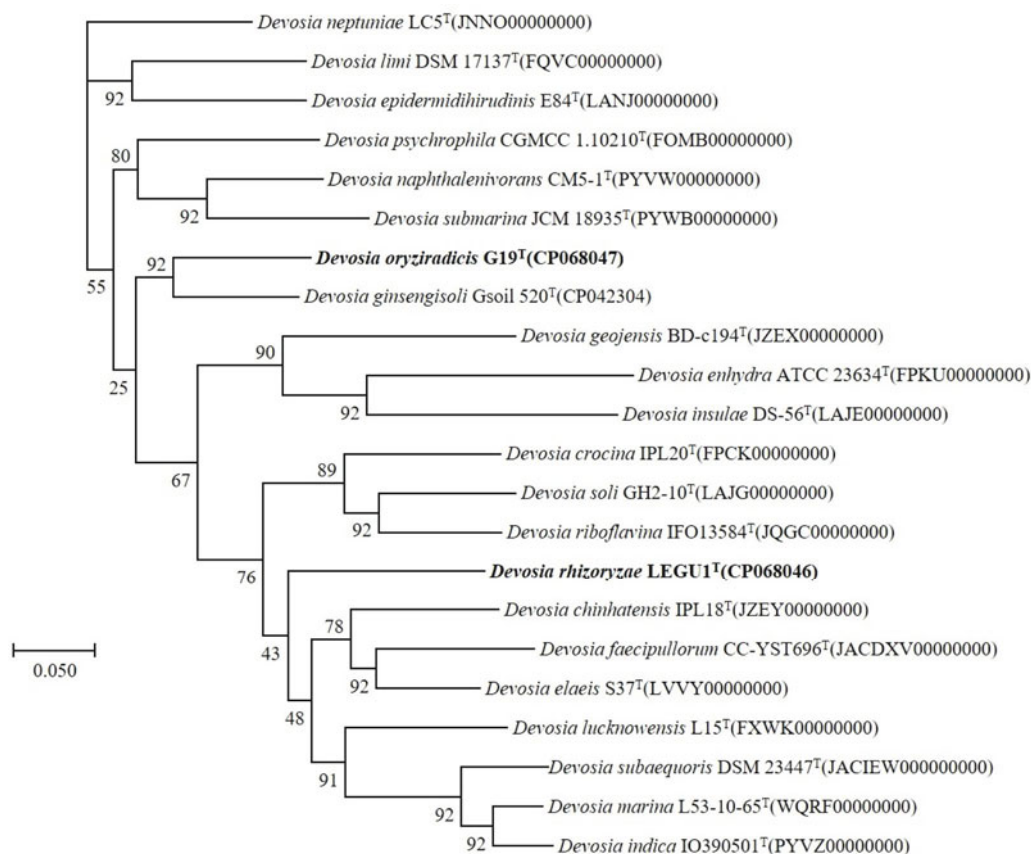 Devosia neptuniae LC5ᵀ(JNNO00000000)
Devosia limi DSM 17137ᵀ(FQVC00000000)
92
Devosia epidermidihirudinis E84ᵀ(LANJ00000000)
Devosia psychrophila CGMCC 1.10210ᵀ(FOMB00000000)
80
Devosia naphthalenivorans CM5-1ᵀ(PYVW00000000)
92
Devosia submarina JCM 18935ᵀ(PYWB00000000)
Devosia oryziradicis G19ᵀ(CP068047)
92
55
Devosia ginsengisoli Gsoil 520ᵀ(CP042304)
Devosia geojensis BD-c194ᵀ(JZEX00000000)
90
25
Devosia enhydra ATCC 23634ᵀ(FPKU00000000)
92
Devosia insulae DS-56ᵀ(LAJE00000000)
67
Devosia crocina IPL20ᵀ(FPCK00000000)
89
Devosia soli GH2-10ᵀ(LAJG00000000)
92
Devosia riboflavina IFO13584ᵀ(JQGC00000000)
76
Devosia rhizoryzae LEGU1ᵀ(CP068046)
Devosia chinhatensis IPL18ᵀ(JZEY00000000)
78
43
Devosia faecipullorum CC-YST696ᵀ(JACDXV00000000)
0.050
92
Devosia elaeis S37ᵀ(LVVY00000000)
48
Devosia lucknowensis L15ᵀ(FXWK00000000)
91
Devosia subaequoris DSM 23447ᵀ(JACIEW000000000)
92
Devosia marina L53-10-65ᵀ(WQRF00000000)
92
Devosia indica IO390501ᵀ(PYVZ00000000)